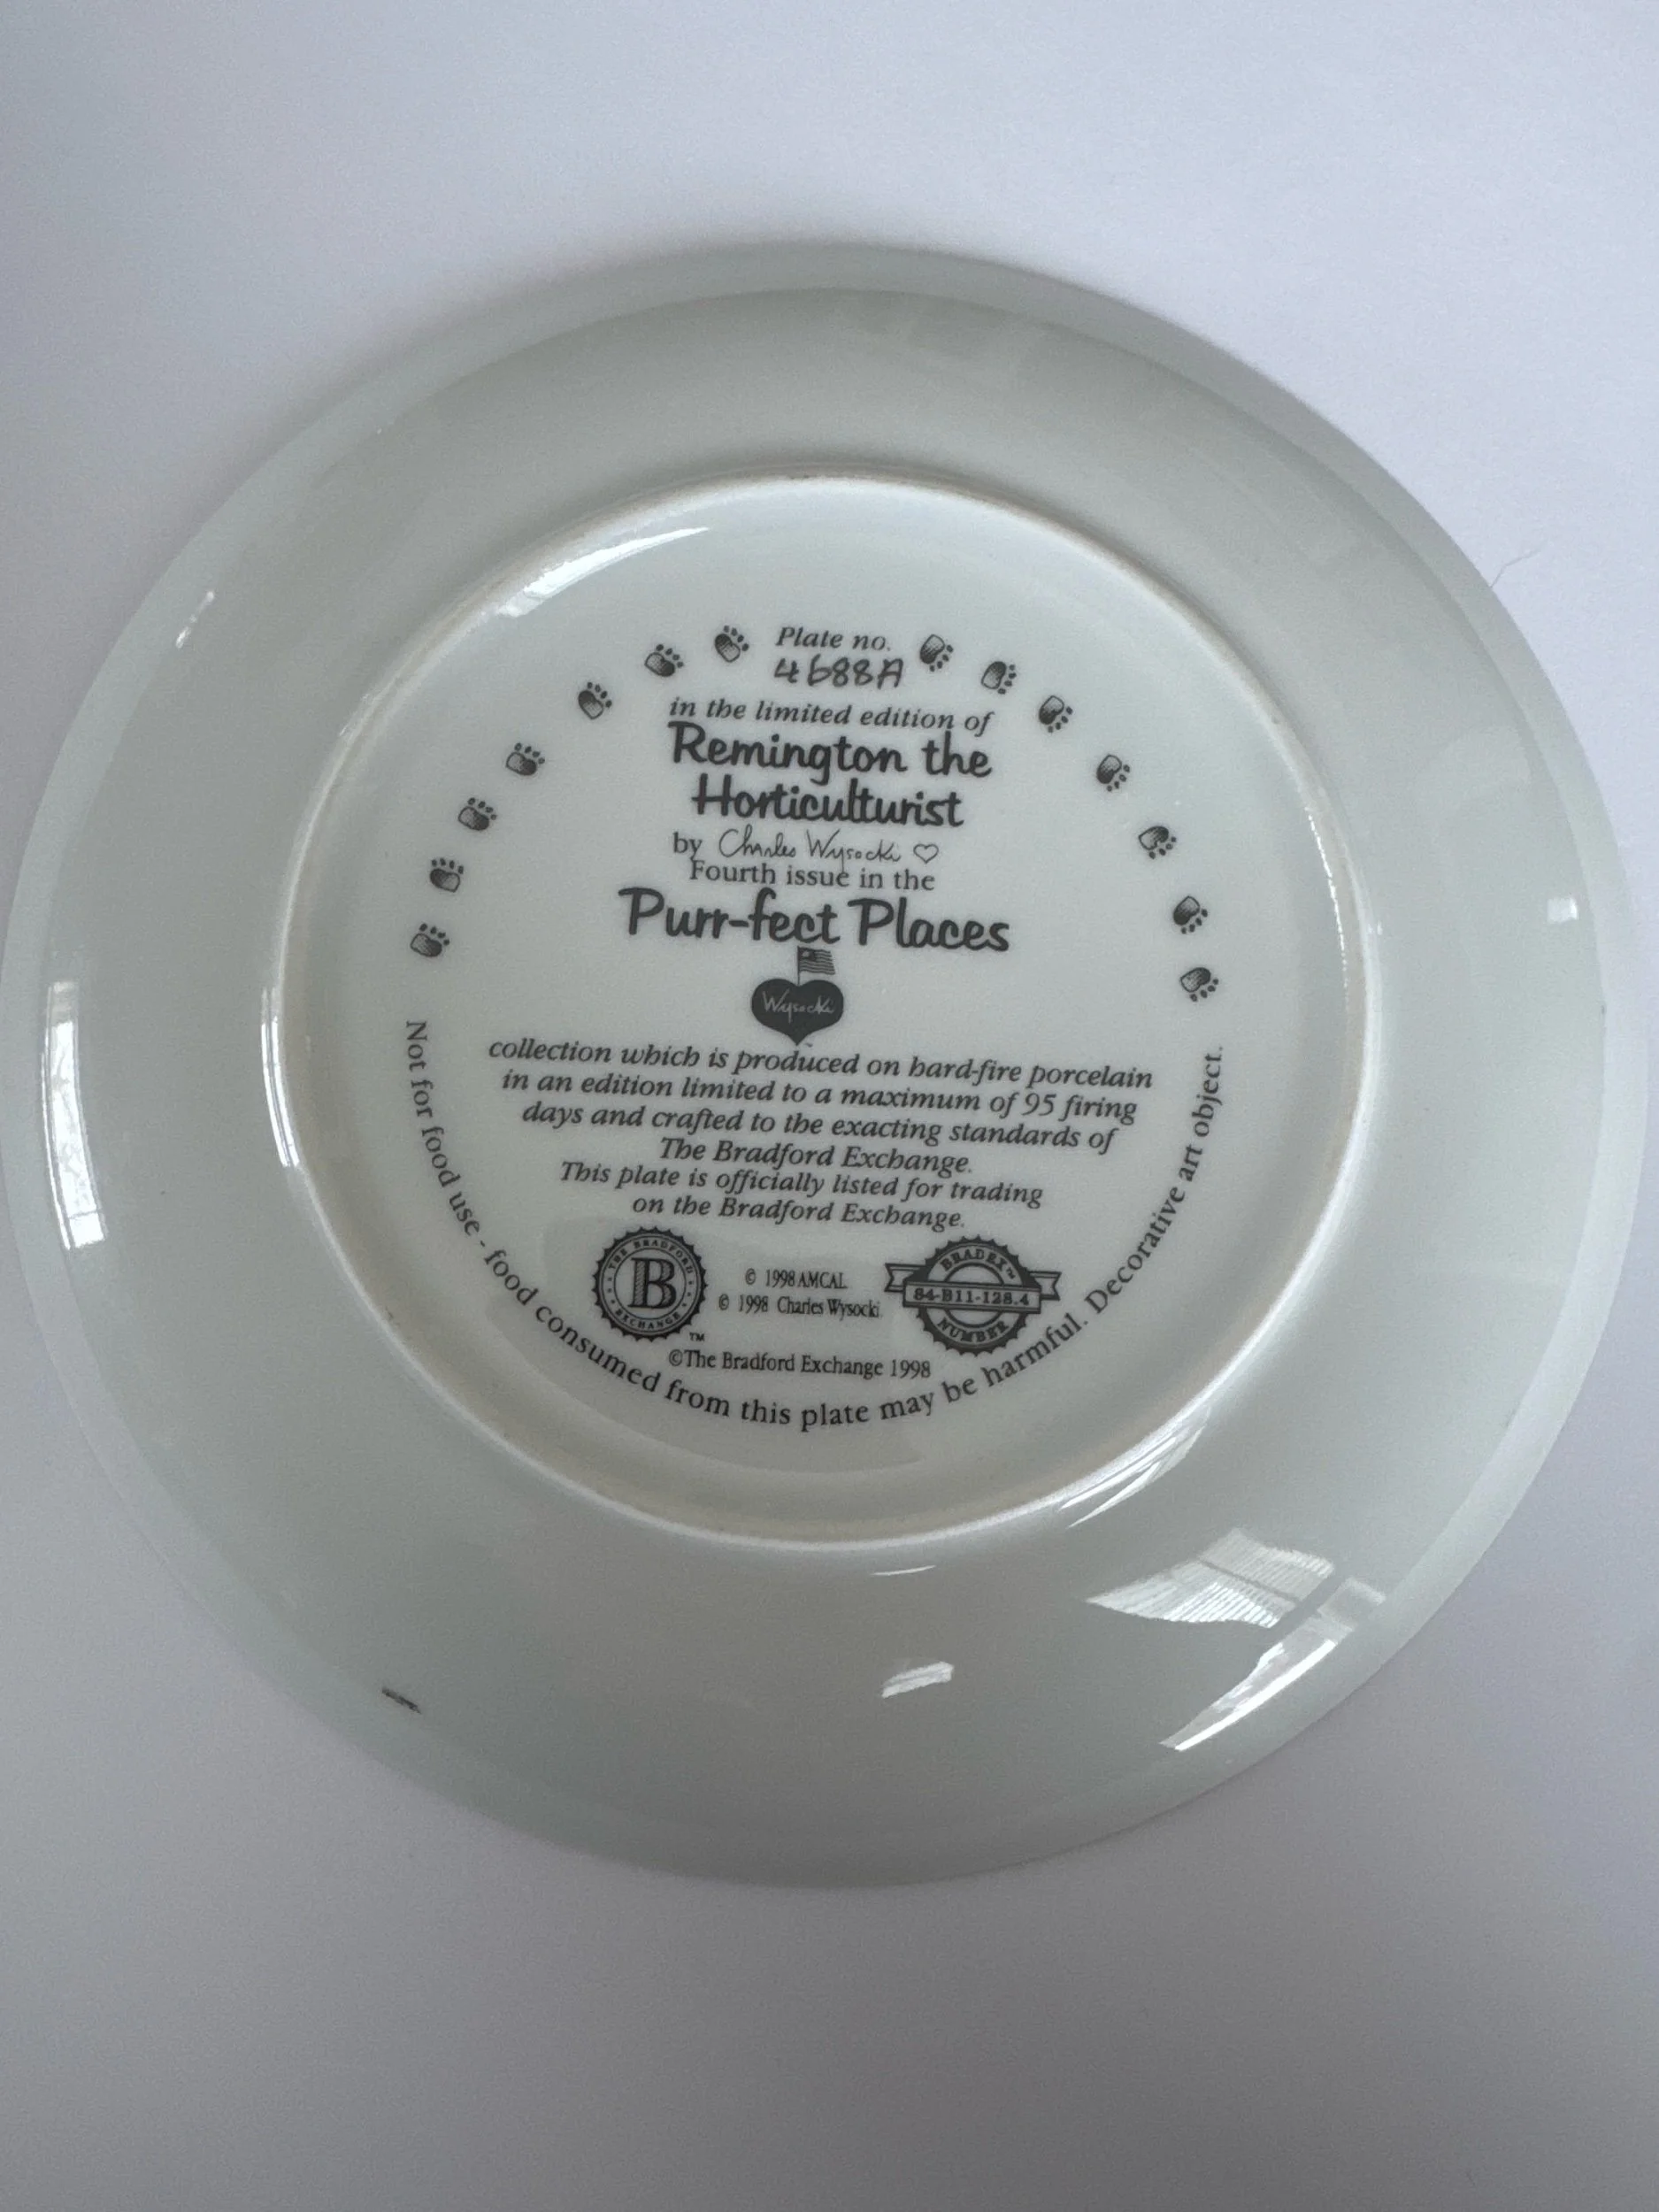 Plate no.
4688A
in the limited edition of
Remington the
Horticulturist
by Charles Wysocki ♡
Fourth issue in the
Purr-fect Places
Wysocki
collection which is produced on hard-fire porcelain
in an edition limited to a maximum of 95 firing
days and crafted to the exacting standards of
The Bradford Exchange.
This plate is officially listed for trading
on the Bradford Exchange.
THE BRADFORD
B
EXCHANGE
TM
© 1998 AMCAL
© 1998 Charles Wysocki
BRADEX™
84-B11-128.4
NUMBER
©The Bradford Exchange 1998
Not for food use - food consumed from this plate may be harmful. Decorative art object.